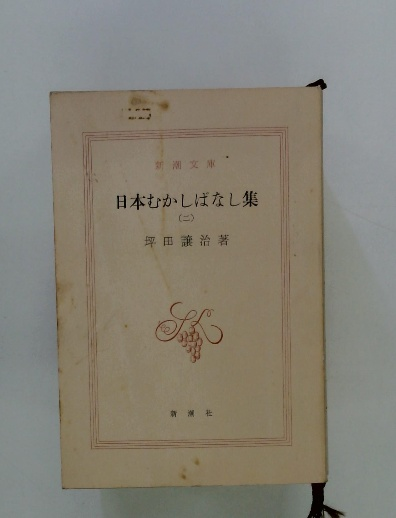 新潮文庫
日本むかしばなし集
(二)
坪田譲治著
新潮社